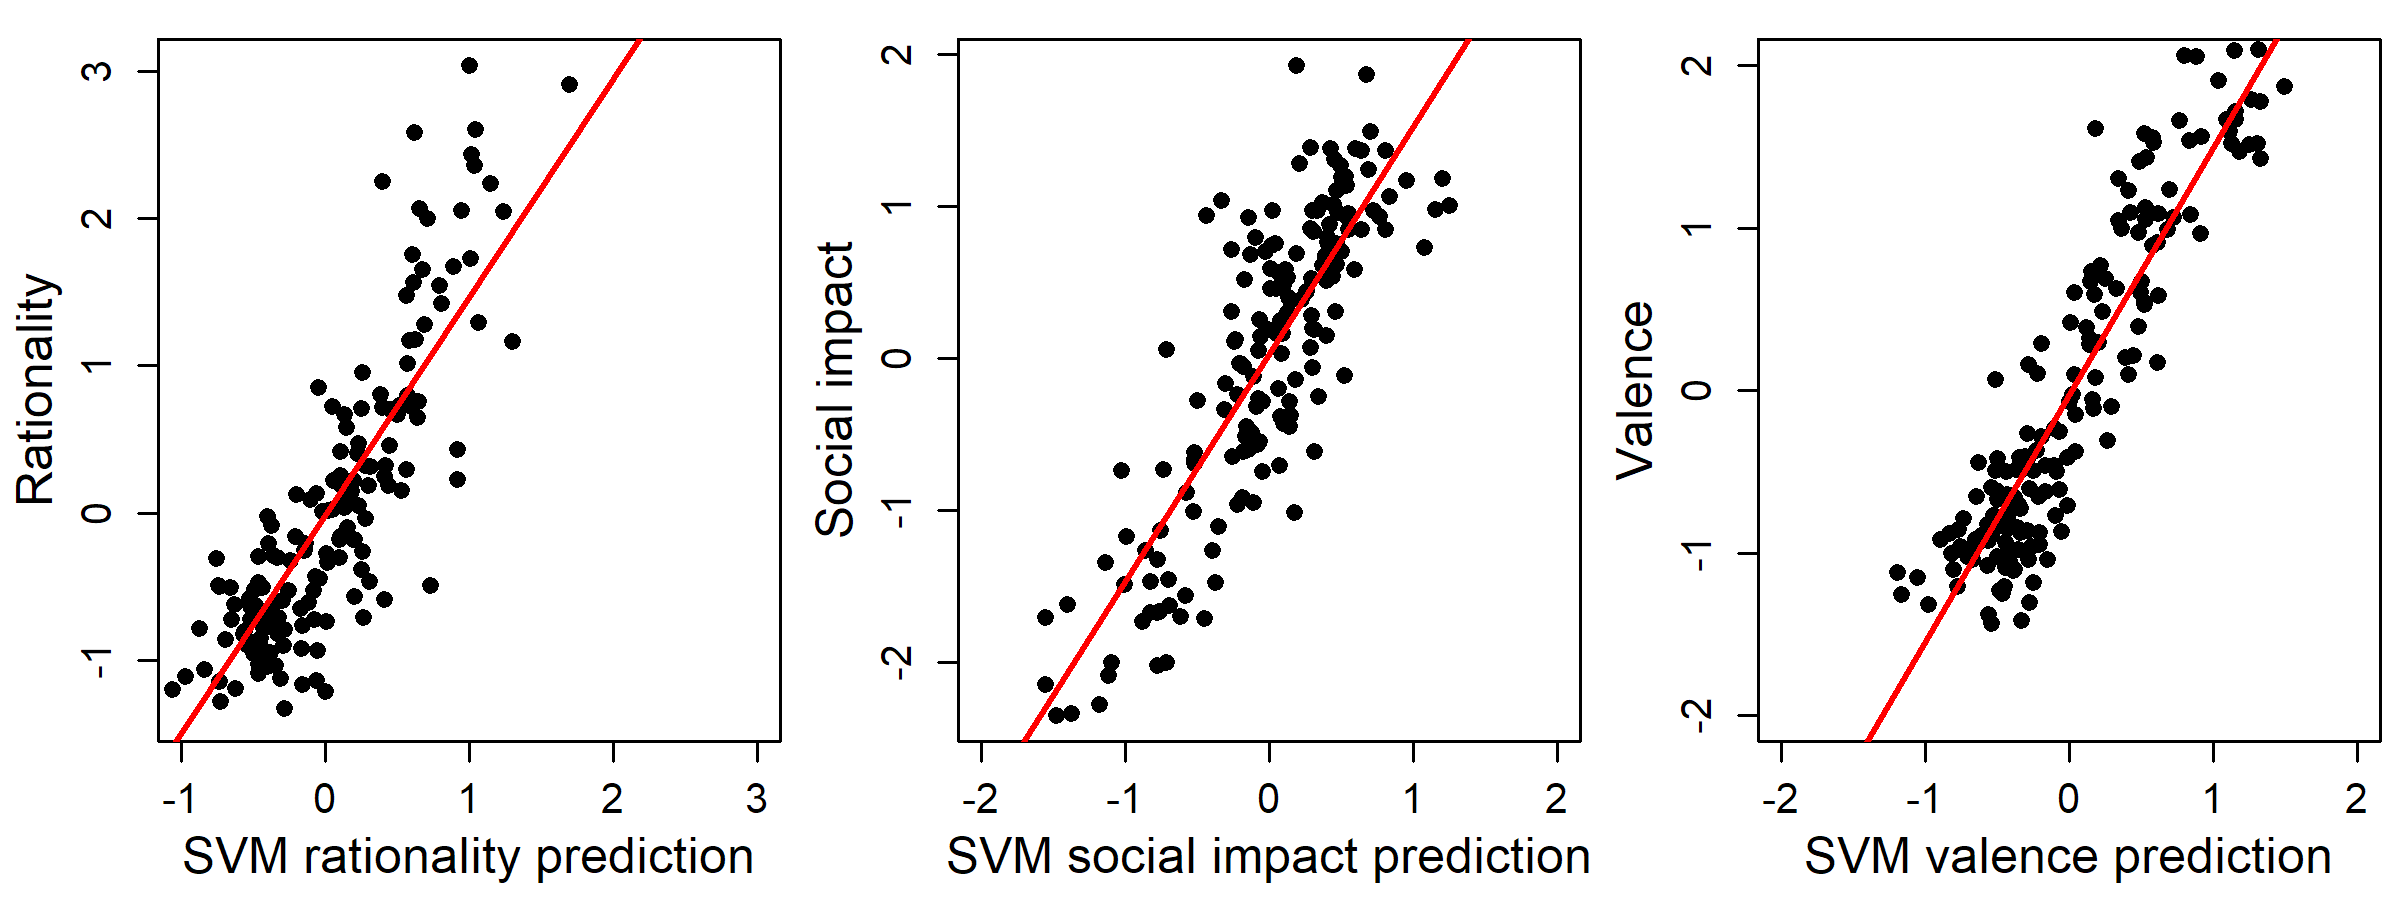 Rationality
3
2
1
0
-1
-1 0 1 2 3
SVM rationality prediction
Social impact
2
1
0
-1
-2
-2 -1 0 1 2
SVM social impact prediction
Valence
2
1
0
-1
-2
-2 -1 0 1 2
SVM valence prediction